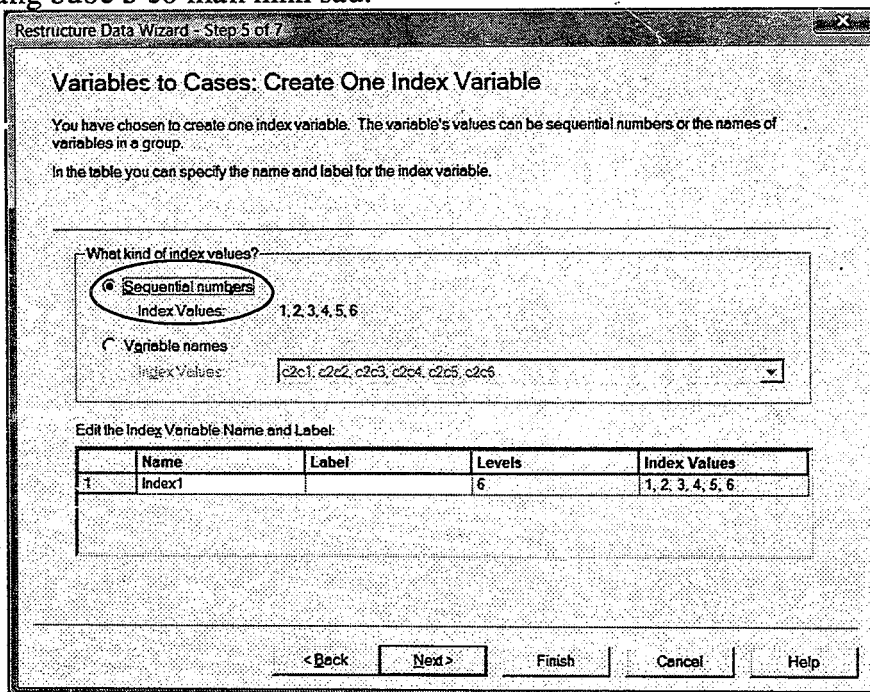 Restructure Data Wizard - Step 5 of 7
Variables to Cases: Create One Index Variable
You have chosen to create one index variable. The variable's values can be sequential numbers or the names of
variables in a group.
In the table you can specify the name and label for the index variable.
What kind of index values?
Sequential numbers
Index Values: 1, 2, 3, 4, 5, 6
Variable names
Index Values: c2c1, c2c2, c2c3, c2c4, c2c5, c2c6
Edit the Index Variable Name and Label:
Name Label Levels Index Values
1 Index1 6 1, 2, 3, 4, 5, 6
< Back Next > Finish Cancel Help